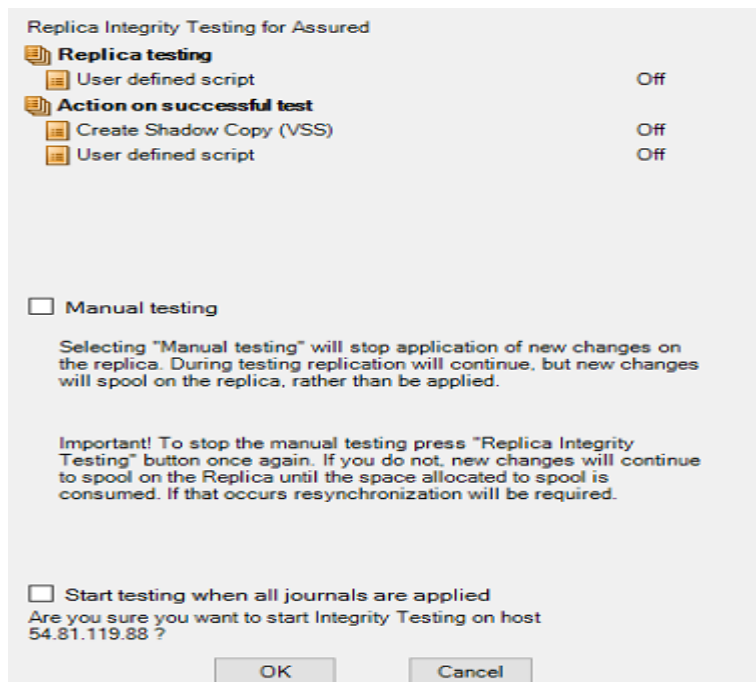 Replica Integrity Testing for Assured
Replica testing
User defined script Off
Action on successful test
Create Shadow Copy (VSS) Off
User defined script Off
Manual testing
Selecting "Manual testing" will stop application of new changes on
the replica. During testing replication will continue, but new changes
will spool on the replica, rather than be applied.
Important! To stop the manual testing press "Replica Integrity
Testing" button once again. If you do not, new changes will continue
to spool on the Replica until the space allocated to spool is
consumed. If that occurs resynchronization will be required.
Start testing when all journals are applied
Are you sure you want to start Integrity Testing on host
54.81.119.88 ?
OK Cancel